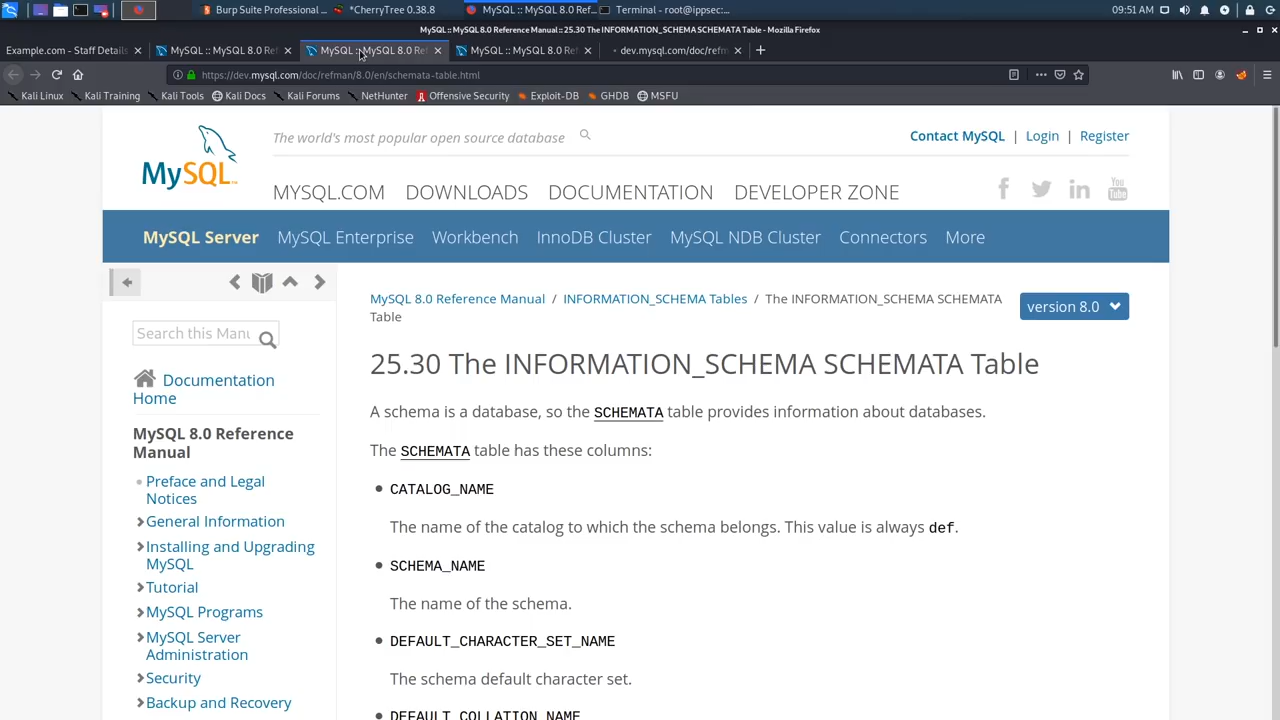 Burp Suite Professional ...
*CherryTree 0.38.8
MySQL :: MySQL 8.0 Ref...
Terminal - root@ippsec:...
09:51 AM
MySQL :: MySQL 8.0 Reference Manual :: 25.30 The INFORMATION_SCHEMA SCHEMATA Table - Mozilla Firefox
Example.com - Staff Details
MySQL :: MySQL 8.0 Ref
MySQL :: MySQL 8.0 Ref
MySQL :: MySQL 8.0 Ref
dev.mysql.com/doc/refm
https://dev.mysql.com/doc/refman/8.0/en/schemata-table.html
Kali Linux
Kali Training
Kali Tools
Kali Docs
Kali Forums
NetHunter
Offensive Security
Exploit-DB
GHDB
MSFU
MySQL™
The world's most popular open source database
Contact MySQL | Login | Register
MYSQL.COM DOWNLOADS DOCUMENTATION DEVELOPER ZONE
You Tube
MySQL Server MySQL Enterprise Workbench InnoDB Cluster MySQL NDB Cluster Connectors More
Search this Manu
Documentation
Home
MySQL 8.0 Reference
Manual
Preface and Legal
Notices
General Information
Installing and Upgrading
MySQL
Tutorial
MySQL Programs
MySQL Server
Administration
Security
Backup and Recovery
MySQL 8.0 Reference Manual / INFORMATION_SCHEMA Tables / The INFORMATION_SCHEMA SCHEMATA
Table
version 8.0
25.30 The INFORMATION_SCHEMA SCHEMATA Table
A schema is a database, so the SCHEMATA table provides information about databases.
The SCHEMATA table has these columns:
• CATALOG_NAME
The name of the catalog to which the schema belongs. This value is always def.
• SCHEMA_NAME
The name of the schema.
• DEFAULT_CHARACTER_SET_NAME
The schema default character set.
• DEFAULT_COLLATION_NAME